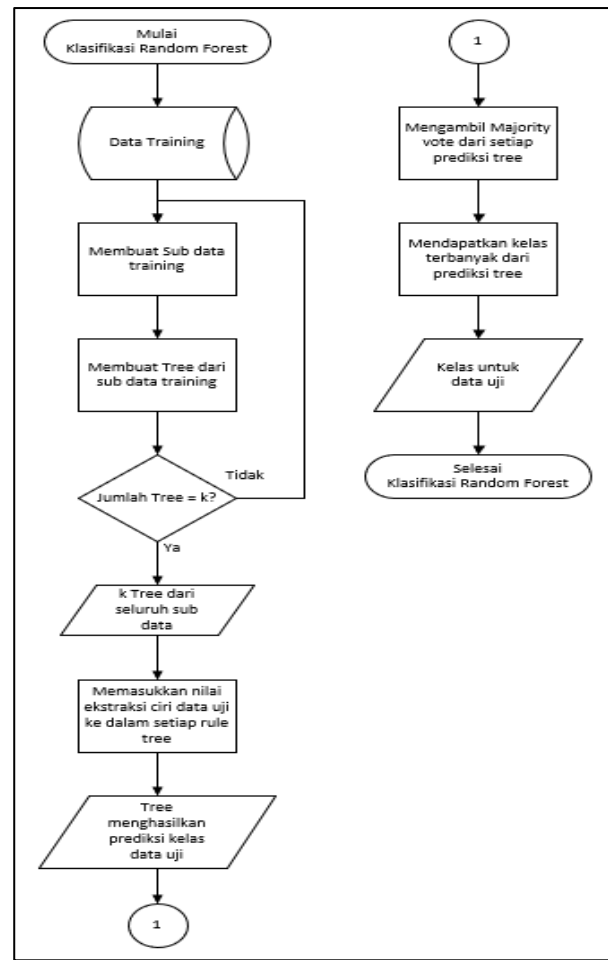 Mulai
Klasifikasi Random Forest
Data Training
Membuat Sub data
training
Membuat Tree dari
sub data training
Jumlah Tree = k?
Tidak
Ya
k Tree dari
seluruh sub
data
Memasukkan nilai
ekstraksi ciri data uji
ke dalam setiap rule
tree
Tree
menghasilkan
prediksi kelas
data uji
1
1
Mengambil Majority
vote dari setiap
prediksi tree
Mendapatkan kelas
terbanyak dari
prediksi tree
Kelas untuk
data uji
Selesai
Klasifikasi Random Forest